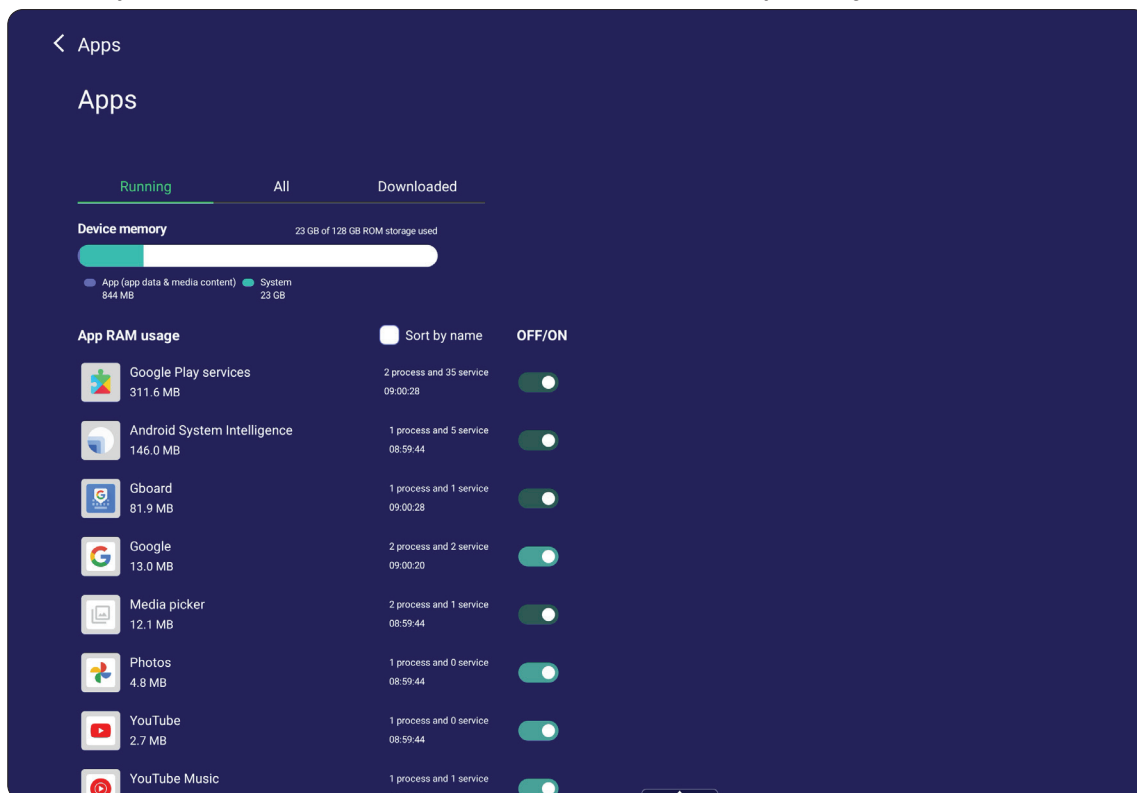 Apps
Apps
Running All Downloaded
Device memory 23 GB of 128 GB ROM storage used
App (app data & media content) System
844 MB 23 GB
App RAM usage Sort by name OFF/ON
Google Play services 2 process and 35 service
311.6 MB 09:00:28
Android System Intelligence 1 process and 5 service
146.0 MB 08:59:44
Gboard 1 process and 1 service
81.9 MB 09:00:28
Google 2 process and 2 service
13.0 MB 09:00:20
Media picker 2 process and 1 service
12.1 MB 08:59:44
Photos 1 process and 0 service
4.8 MB 08:59:44
YouTube 1 process and 0 service
2.7 MB 08:59:44
YouTube Music 1 process and 1 service